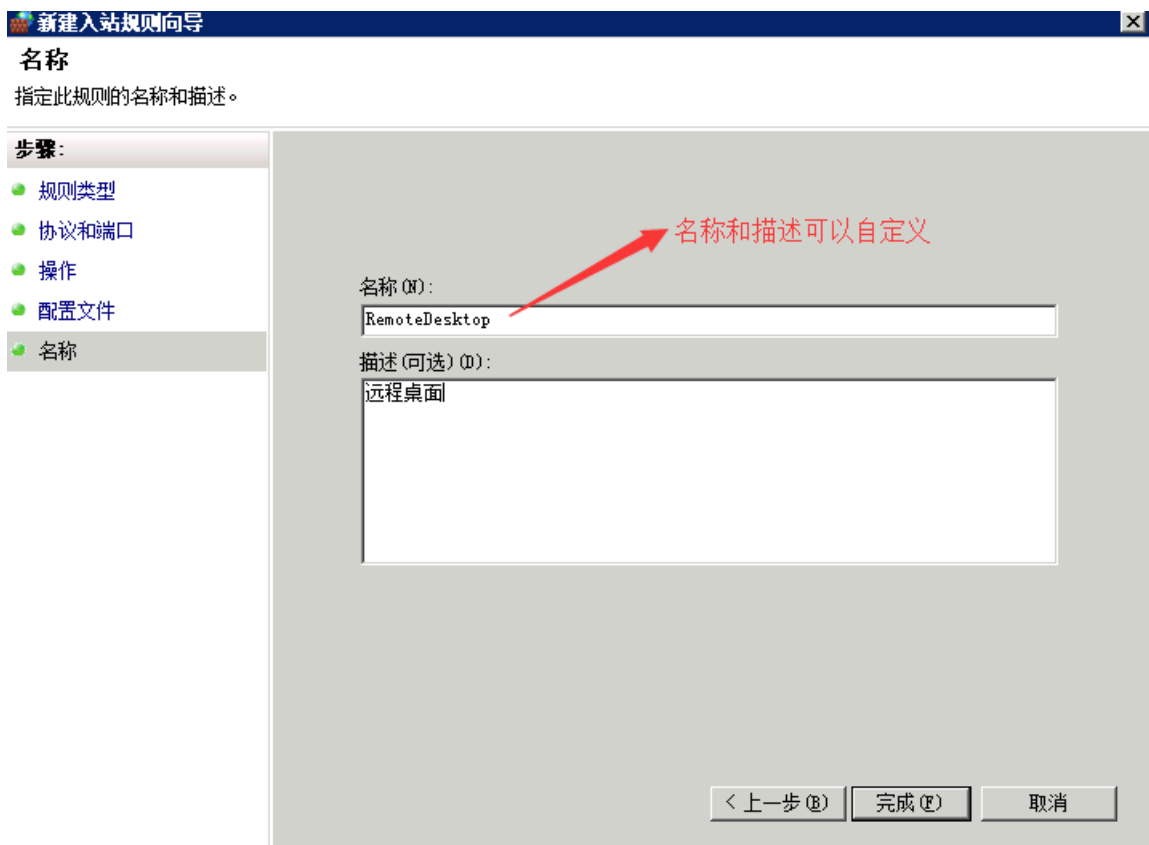 新建入站规则向导
名称
指定此规则的名称和描述。
步骤:
规则类型
协议和端口
操作
配置文件
名称
名称和描述可以自定义
名称(N):
RemoteDesktop
描述(可选)(D):
远程桌面
< 上一步(B)
完成(F)
取消